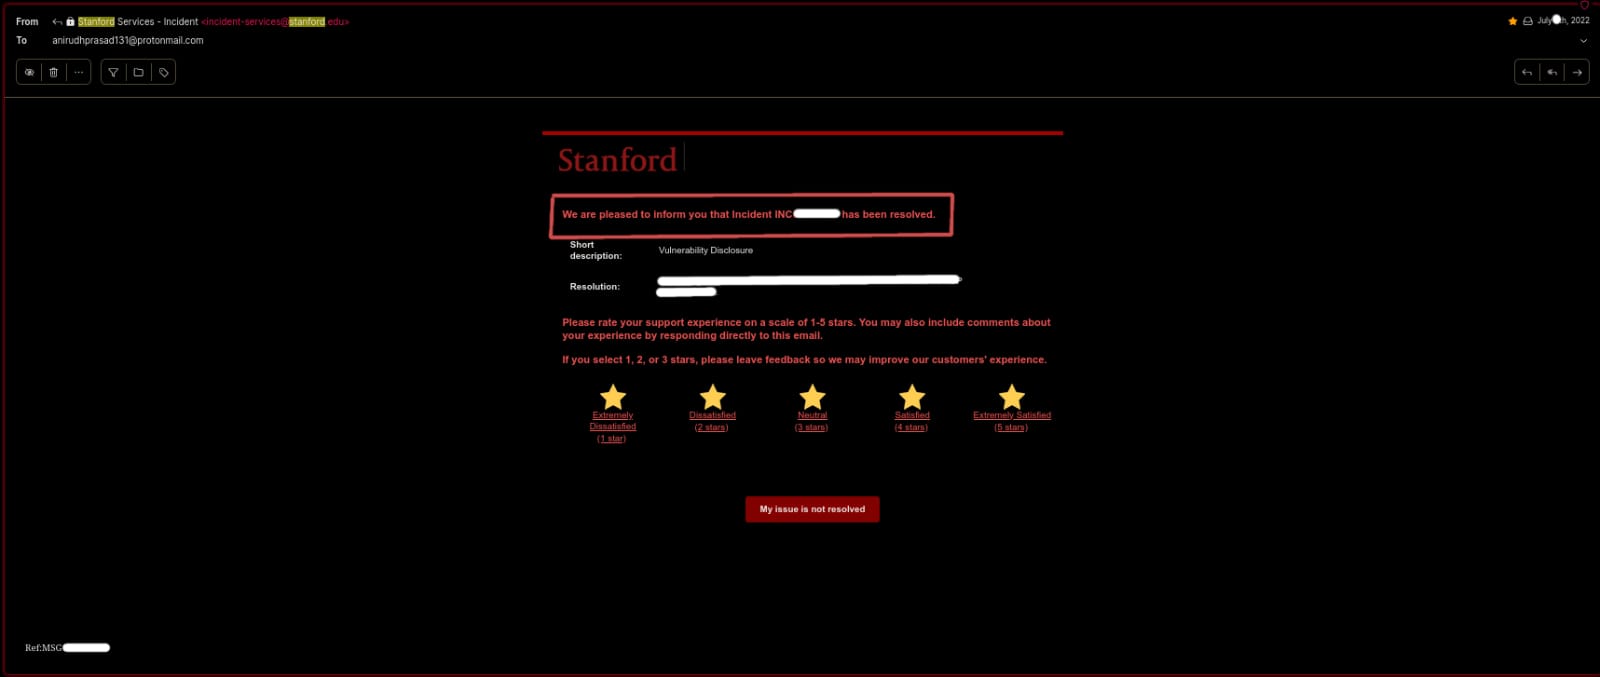 From Stanford Services - Incident <incident-services@stanford.edu>
July h, 2022
To anirudhprasad131@protonmail.com
Stanford
We are pleased to inform you that Incident INC has been resolved.
Short
description:
Vulnerability Disclosure
Resolution:
Please rate your support experience on a scale of 1-5 stars. You may also include comments about
your experience by responding directly to this email.
If you select 1, 2, or 3 stars, please leave feedback so we may improve our customers' experience.
Extremely
Dissatisfied
(1 star)
Dissatisfied
(2 stars)
Neutral
(3 stars)
Satisfied
(4 stars)
Extremely Satisfied
(5 stars)
My issue is not resolved
Ref:MSG